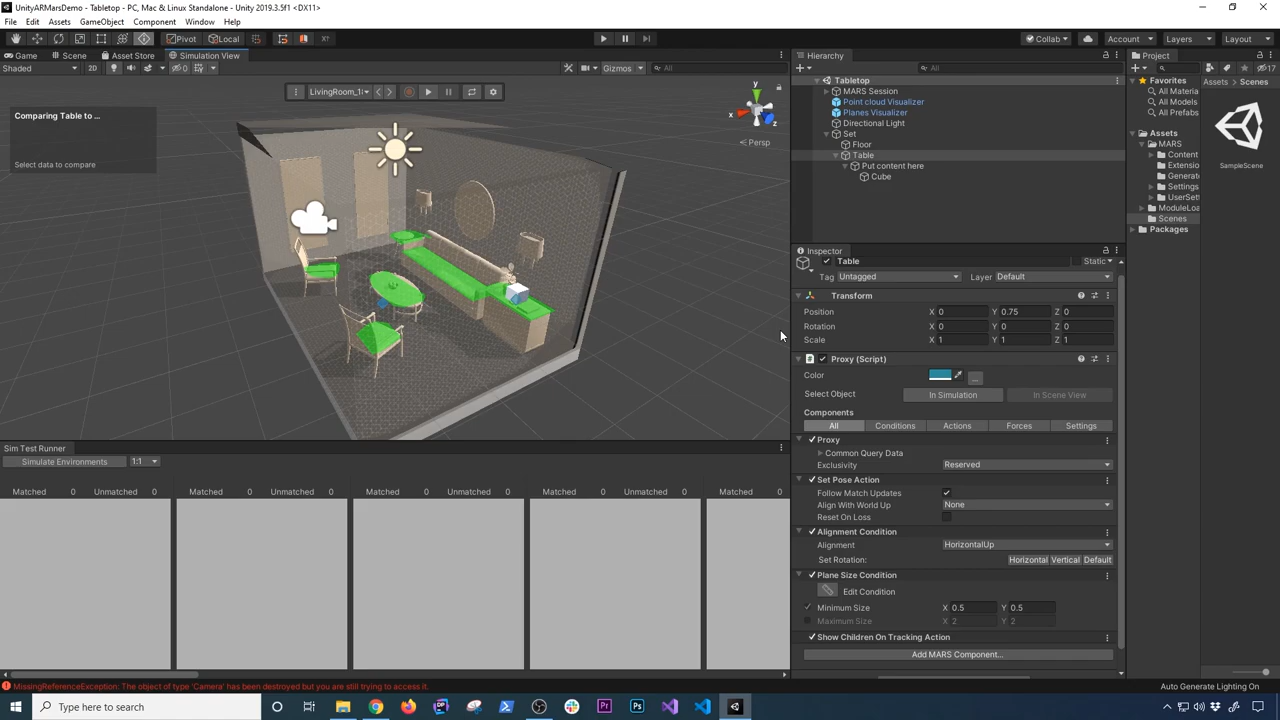 UnityARMarsDemo - Tabletop - PC, Mac & Linux Standalone - Unity 2019.3.5f1 <DX11>
File Edit Assets GameObject Component Window Help
Pivot Local Collab Account Layers Layout
Game Scene Asset Store Simulation View
Shaded 2D 0 Gizmos All
LivingRoom_1
Comparing Table to ...
Select data to compare
y
x
z
Persp
Hierarchy
All
Tabletop
MARS Session
Point cloud Visualizer
Planes Visualizer
Directional Light
Set
Floor
Table
Put content here
Cube
Project
17
Favorites
All Materia
All Models
All Prefabs
Assets
MARS
Content
Extensio
Generat
Settings
UserSet
ModuleLoa
Scenes
Packages
Assets > Scenes
SampleScene
Inspector
Table Static
Tag Untagged Layer Default
Transform
Position X 0 Y 0.75 Z 0
Rotation X 0 Y 0 Z 0
Scale X 1 Y 1 Z 1
Proxy (Script)
Color ...
Select Object In Simulation In Scene View
Components
All Conditions Actions Forces Settings
Proxy
Common Query Data
Exclusivity Reserved
Set Pose Action
Follow Match Updates
Align With World Up None
Reset On Loss
Alignment Condition
Alignment HorizontalUp
Set Rotation: Horizontal Vertical Default
Plane Size Condition
Edit Condition
Minimum Size X 0.5 Y 0.5
Maximum Size X 2 Y 2
Show Children On Tracking Action
Add MARS Component...
Sim Test Runner
Simulate Environments 1:1
Matched 0 Unmatched 0 Matched 0 Unmatched 0 Matched 0 Unmatched 0 Matched 0 Unmatched 0 Matched 0
MissingReferenceException: The object of type 'Camera' has been destroyed but you are still trying to access it.
Auto Generate Lighting On
Type here to search